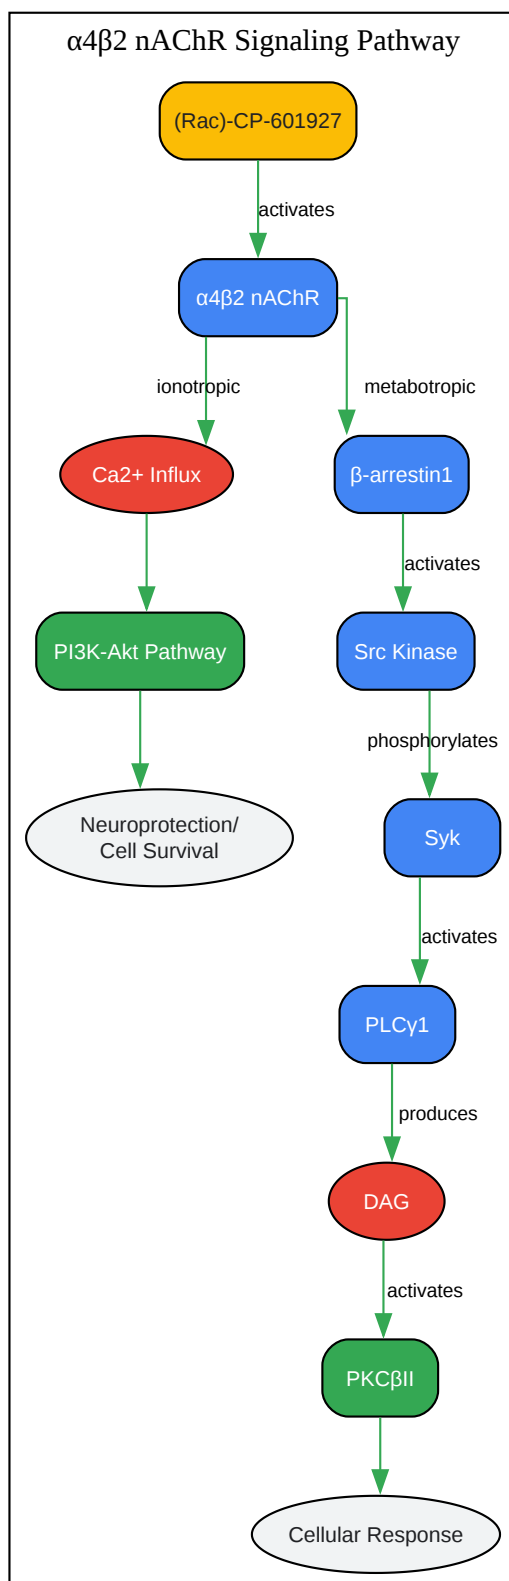 α4β2 nAChR Signaling Pathway
(Rac)-CP-601927
activates
α4β2 nAChR
ionotropic
metabotropic
Ca2+ Influx
β-arrestin1
activates
PI3K-Akt Pathway
Src Kinase
phosphorylates
Neuroprotection/
Cell Survival
Syk
activates
PLCγ1
produces
DAG
activates
PKCβII
Cellular Response